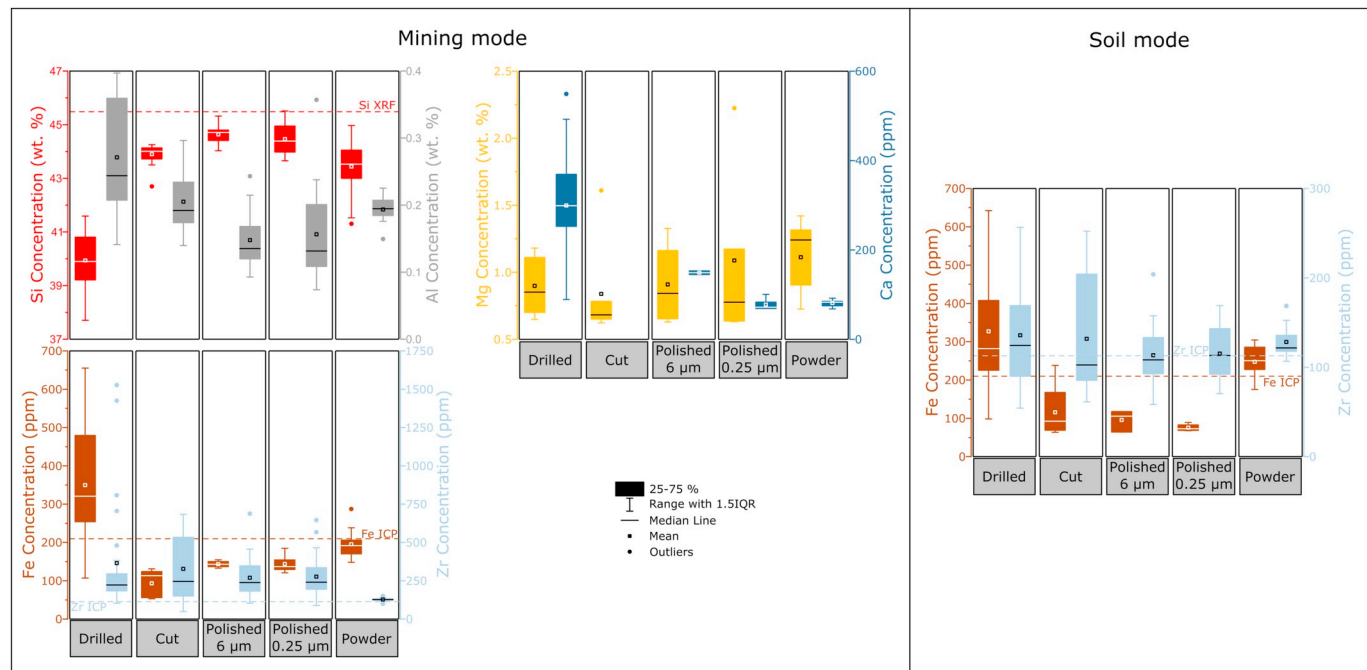 Mining mode
Soil mode
Si Concentration (wt. %)
47
45
43
41
39
37
Si XRF
0.4
0.3
0.2
0.1
0.0
Al Concentration (wt. %)
Mg Concentration (wt. %)
2.5
2.0
1.5
1.0
0.5
600
400
200
0
Ca Concentration (ppm)
Drilled
Cut
Polished
6 µm
Polished
0.25 µm
Powder
Fe Concentration (ppm)
700
600
500
400
300
200
100
0
Fe ICP
Zr ICP
1750
1500
1250
1000
750
500
250
0
Zr Concentration (ppm)
Drilled
Cut
Polished
6 µm
Polished
0.25 µm
Powder
25-75 %
Range with 1.5IQR
Median Line
Mean
Outliers
Fe Concentration (ppm)
700
600
500
400
300
200
100
0
Zr ICP
Fe ICP
300
200
100
0
Zr Concentration (ppm)
Drilled
Cut
Polished
6 µm
Polished
0.25 µm
Powder